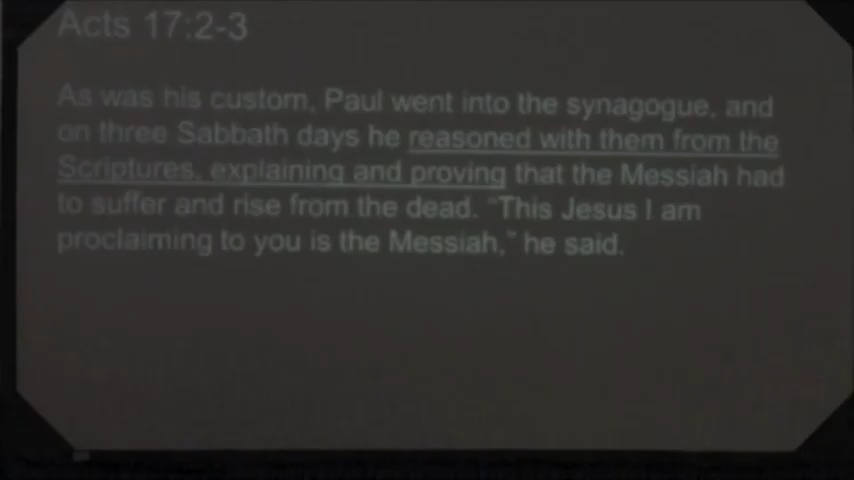 Acts 17:2-3
As was his custom, Paul went into the synagogue, and
on three Sabbath days he reasoned with them from the
Scriptures, explaining and proving that the Messiah had
to suffer and rise from the dead. “This Jesus I am
proclaiming to you is the Messiah,” he said.